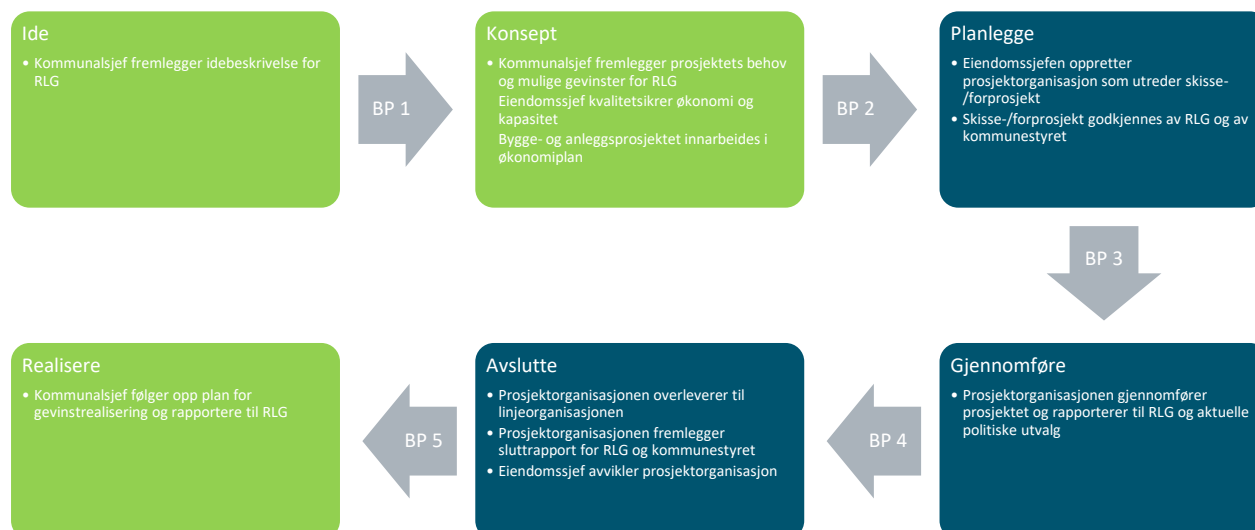 Ide
• Kommunalsjef fremlegger idebeskrivelse for
RLG
BP 1
Konsept
• Kommunalsjef fremlegger prosjektets behov
og mulige gevinster for RLG
Eiendomssjef kvalitetsikrer økonomi og
kapasitet
Bygge- og anleggsprosjektet innarbeides i
økonomiplan
BP 2
Planlegge
• Eiendomssjefen oppretter
prosjektorganisasjon som utreder skisse-
/forprosjekt
• Skisse-/forprosjekt godkjennes av RLG og av
kommunestyret
BP 3
Gjennomføre
• Prosjektorganisasjonen gjennomfører
prosjektet og rapporterer til RLG og aktuelle
politiske utvalg
BP 4
Avslutte
• Prosjektorganisasjonen overleverer til
linjeorganisasjonen
• Prosjektorganisasjonen fremlegger
sluttrapport for RLG og kommunestyret
• Eiendomssjef avvikler prosjektorganisasjon
BP 5
Realisere
• Kommunalsjef følger opp plan for
gevinstrealisering og rapportere til RLG